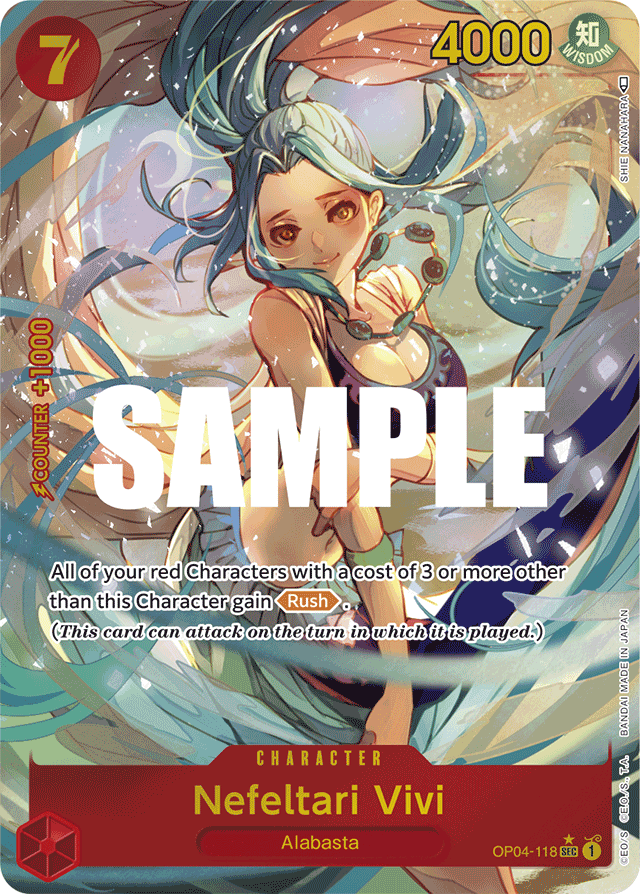 7
4000
知
WISDOM
SHIE NANAHARA
COUNTER +1000
SAMPLE
All of your red Characters with a cost of 3 or more other
than this Character gain Rush .
(This card can attack on the turn in which it is played.)
BANDAI MADE IN JAPAN
©E.O./S., T.A.
©E/O/S
CHARACTER
Nefeltari Vivi
Alabasta
OP04-118 SEC 1